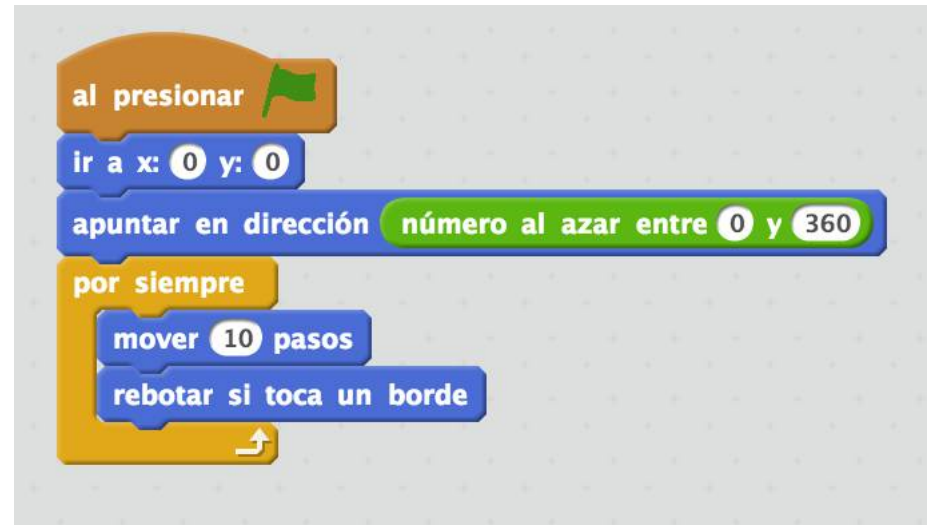 al presionar
ir a x: 0 y: 0
apuntar en dirección número al azar entre 0 y 360
por siempre
mover 10 pasos
rebotar si toca un borde